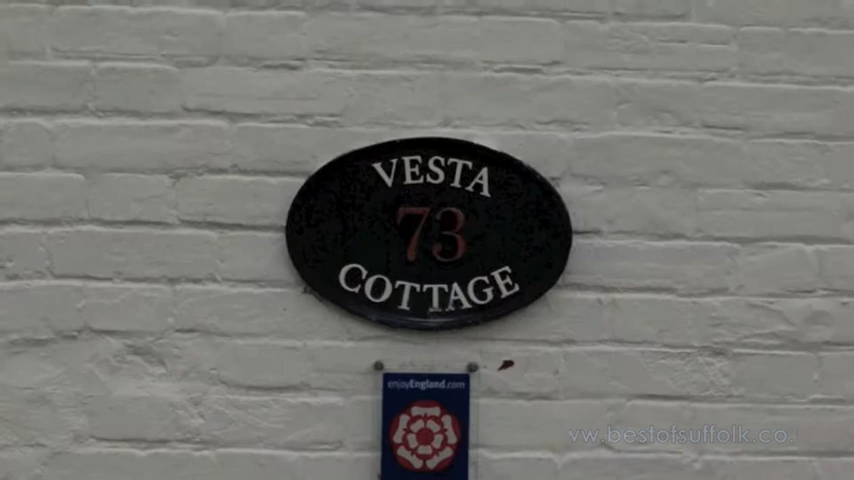 VESTA
73
COTTAGE
enjoyEngland.com
vw.bestofsuffolk.co.